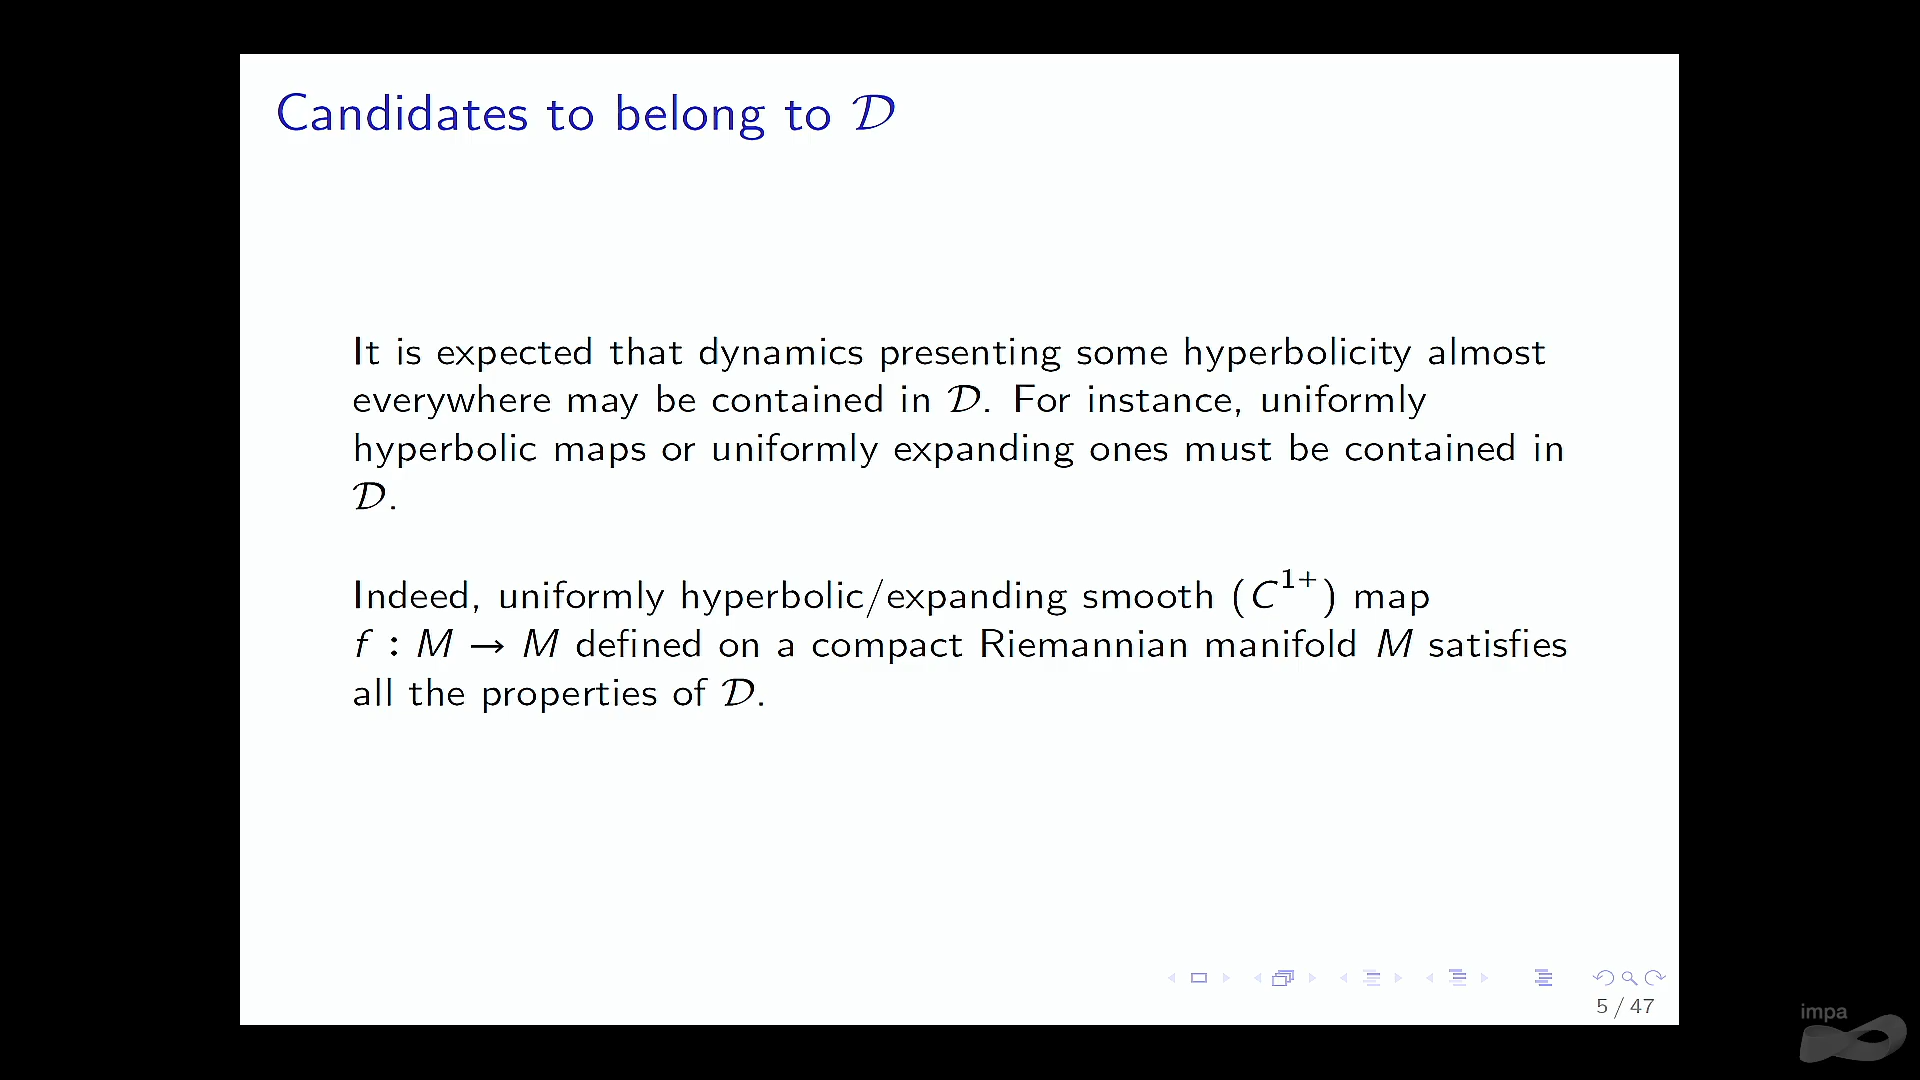 Candidates to belong to 𝒟
It is expected that dynamics presenting some hyperbolicity almost
everywhere may be contained in 𝒟. For instance, uniformly
hyperbolic maps or uniformly expanding ones must be contained in
𝒟.
Indeed, uniformly hyperbolic/expanding smooth (C¹⁺) map
f : M → M defined on a compact Riemannian manifold M satisfies
all the properties of 𝒟.
5 / 47
impa